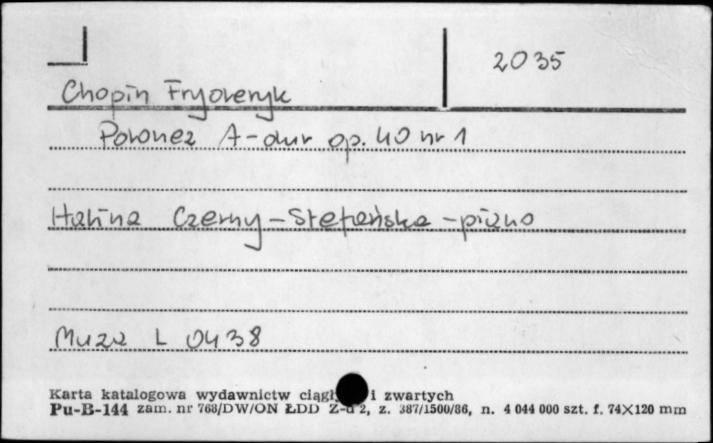 2035
Chopin Fryderyk
Polonez A-dur op. 40 nr 1
Halina Czerny-Stefańska - piano
Muza L 0438
Karta katalogowa wydawnictw ciągł i zwartych
Pu-B-144 zam. nr 768/DW/ON ŁDD Z-d 2, z. 387/1500/86, n. 4 044 000 szt. f. 74×120 mm